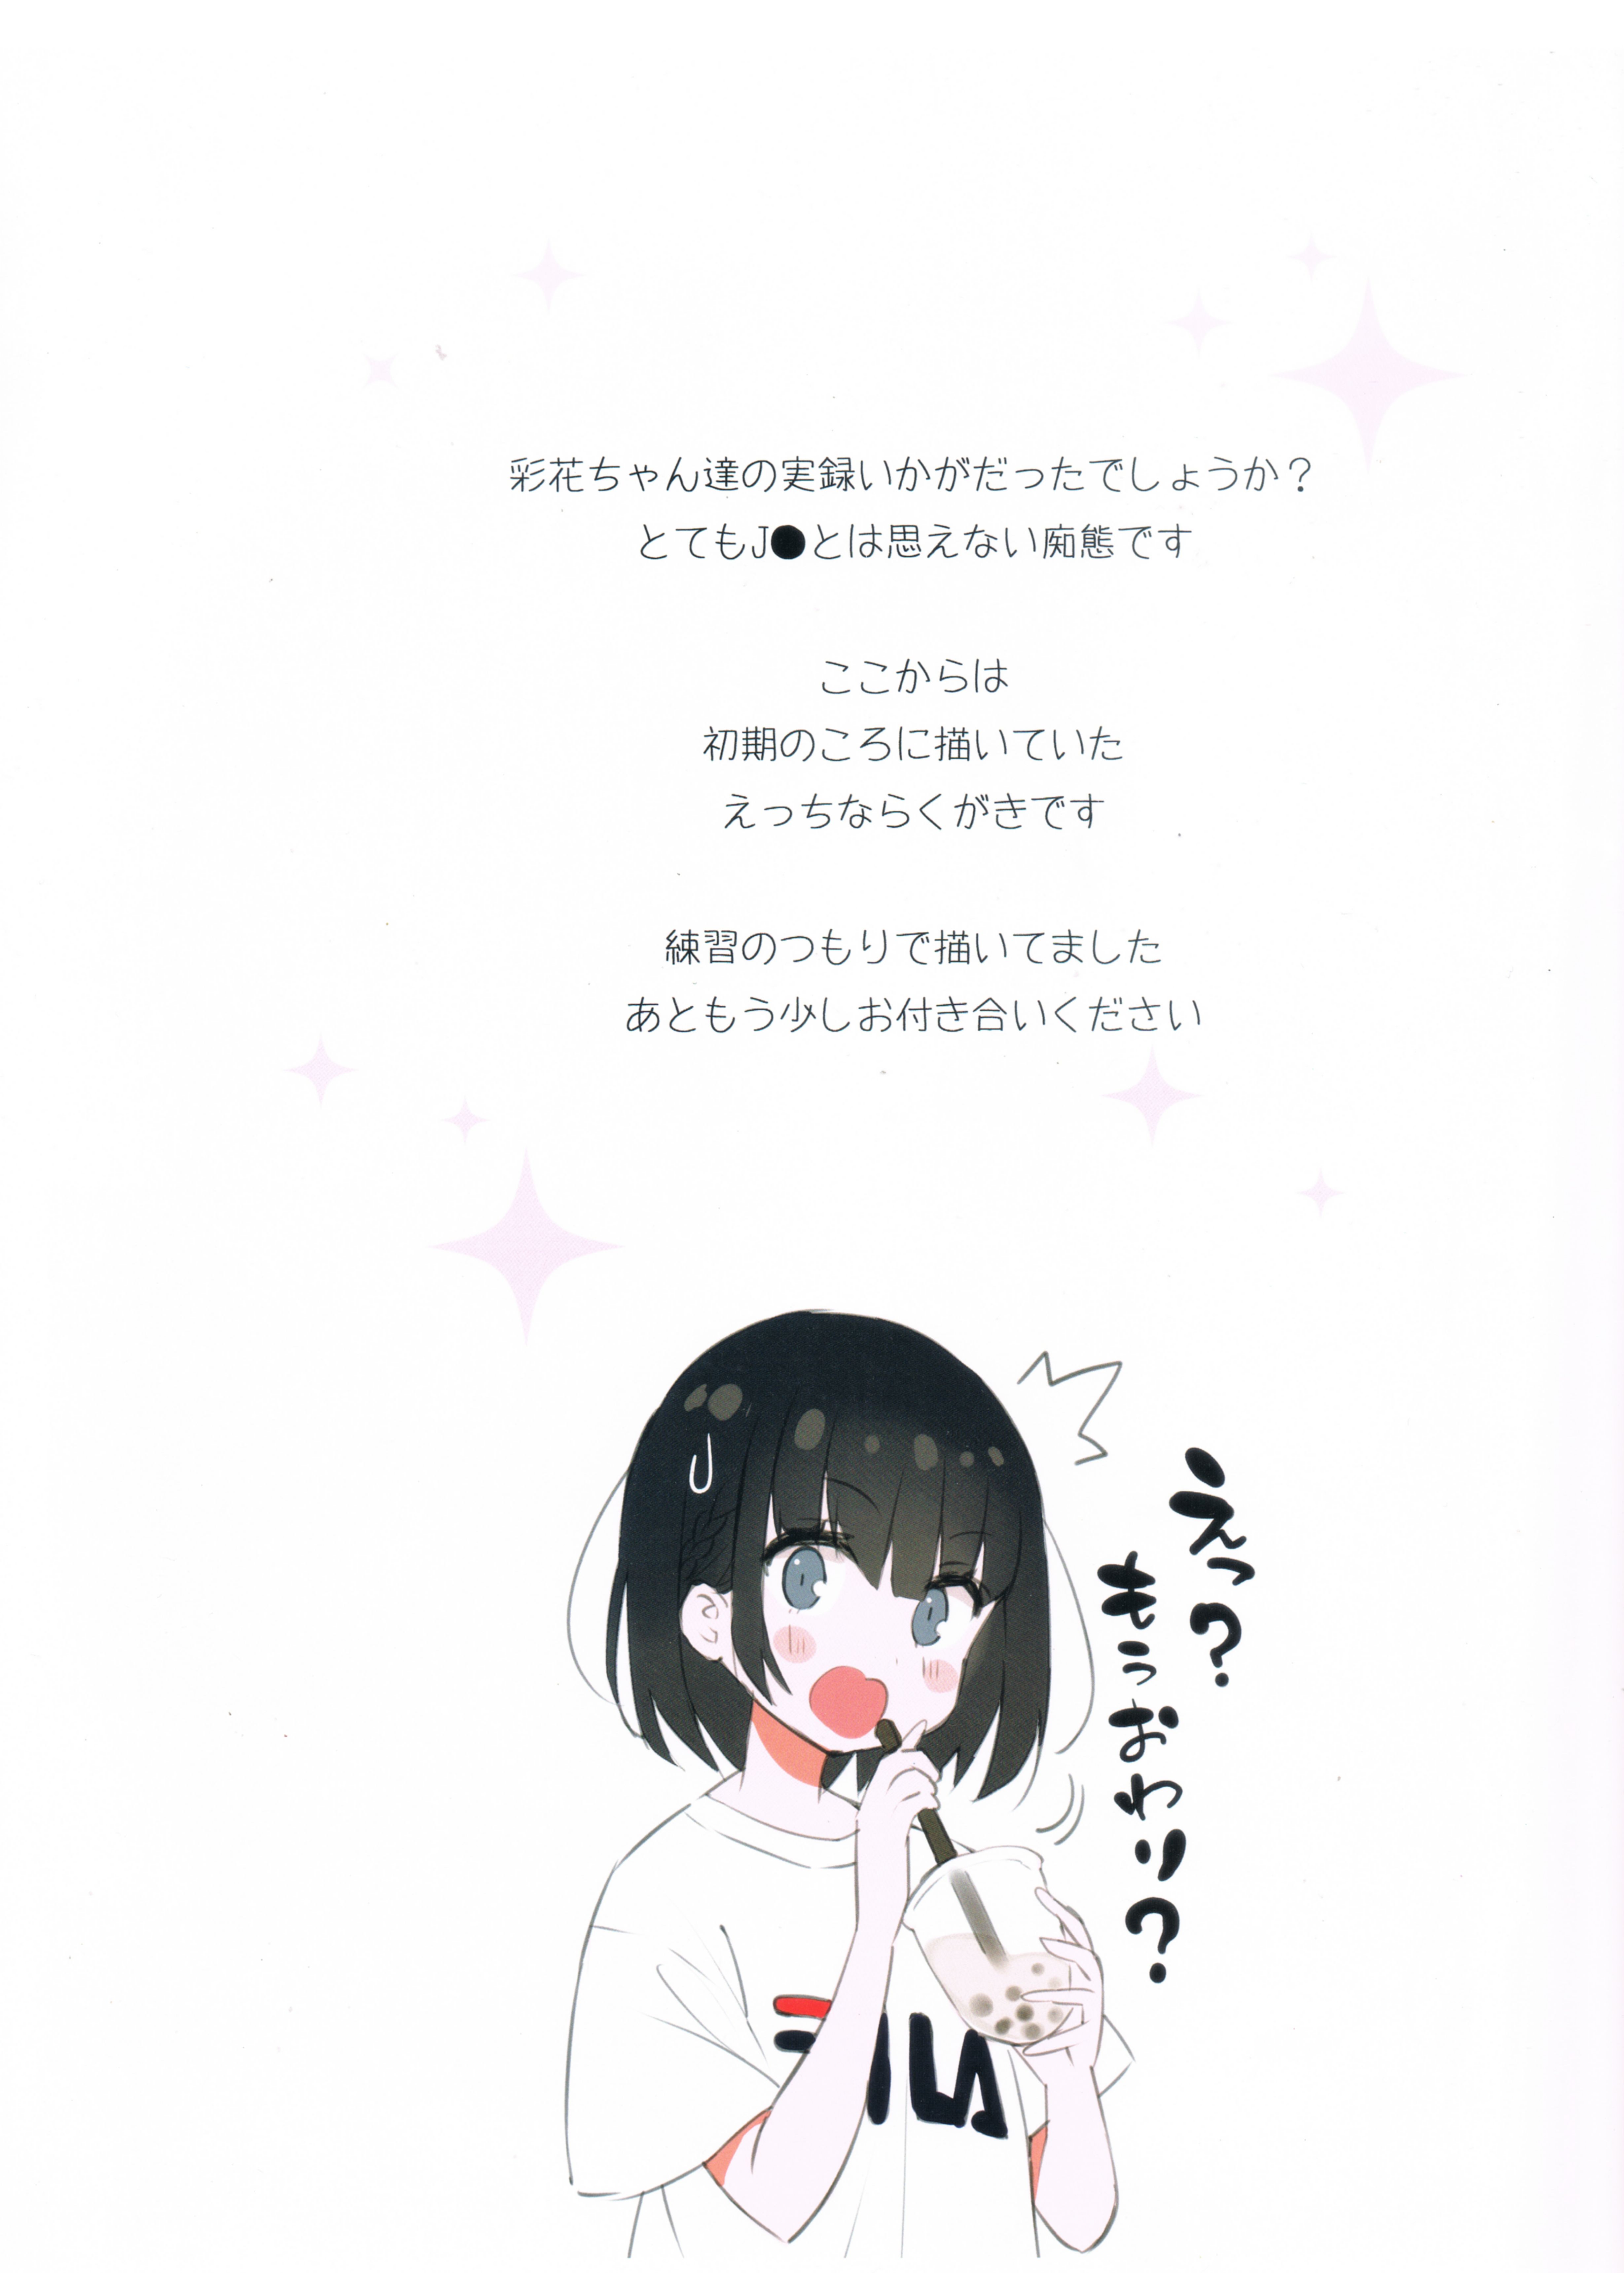 彩花ちゃん達の実録いかがだったでしょうか?
とてもJ●とは思えない痴態です
ここからは
初期のころに描いていた
えっちならくがきです
練習のつもりで描いてました
あともう少しお付き合いください
えっ?
もうおわり?